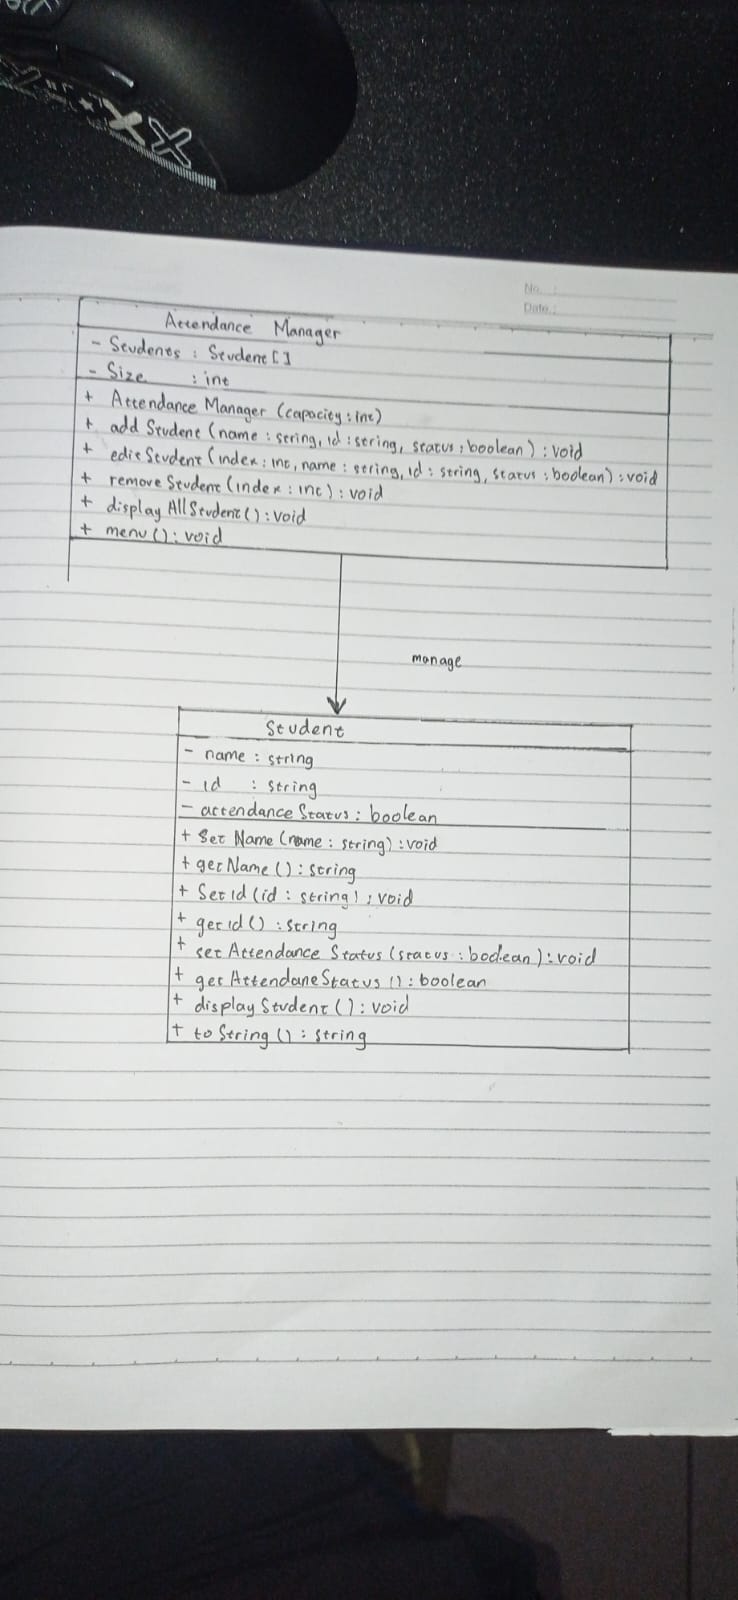 No. :
Date. :
Attendance Manager
- Students : Student []
- Size : int
+ Attendance Manager (capacity : int)
+ add Student (name : string, id : string, status : boolean) : void
+ edit Student (index : int, name : string, id : string, status : boolean) : void
+ remove Student (index : int) : void
+ display All Student () : void
+ menu () : void
manage
Student
- name : string
- id : string
- attendance Status : boolean
+ Set Name (name : string) : void
+ get Name () : string
+ Set id (id : string) : void
+ get id () : string
+ set Attendance Status (status : boolean) : void
+ get AttendaneStatus () : boolean
+ display Student () : void
+ to String () : string